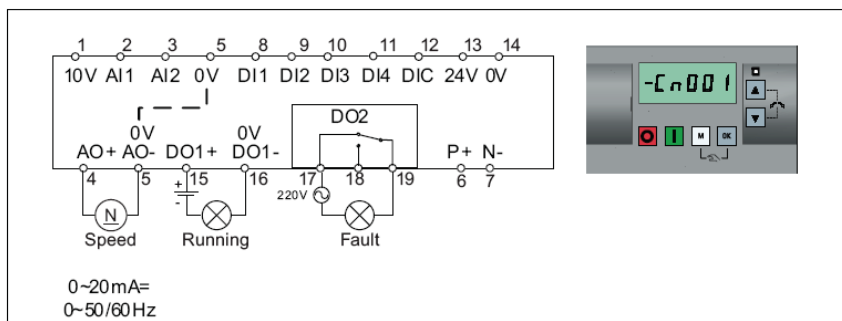 1 2 3 5 8 9 10 11 12 13 14
10V AI1 AI2 0V DI1 DI2 DI3 DI4 DIC 24V 0V
-Cn001
DO2
0V 0V
AO+ AO- DO1+ DO1- P+ N-
M OK
4 5 15 16 17 18 19 6 7
+
-
220V
N
Speed Running Fault
0~20mA=
0~50/60Hz